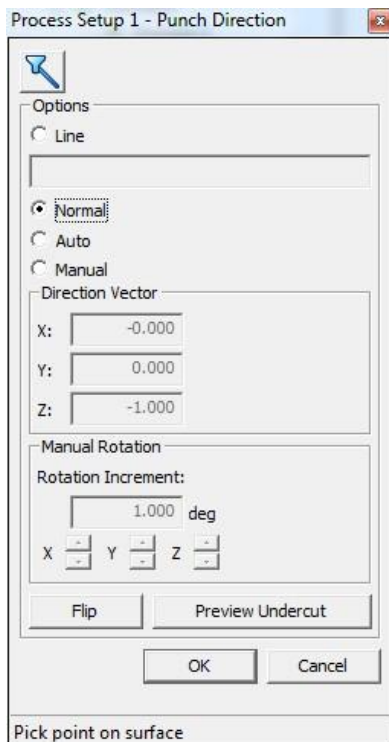 Process Setup 1 - Punch Direction
Options
Line
Normal
Auto
Manual
Direction Vector
X: -0.000
Y: 0.000
Z: -1.000
Manual Rotation
Rotation Increment:
1.000 deg
X Y Z
Flip Preview Undercut
OK Cancel
Pick point on surface